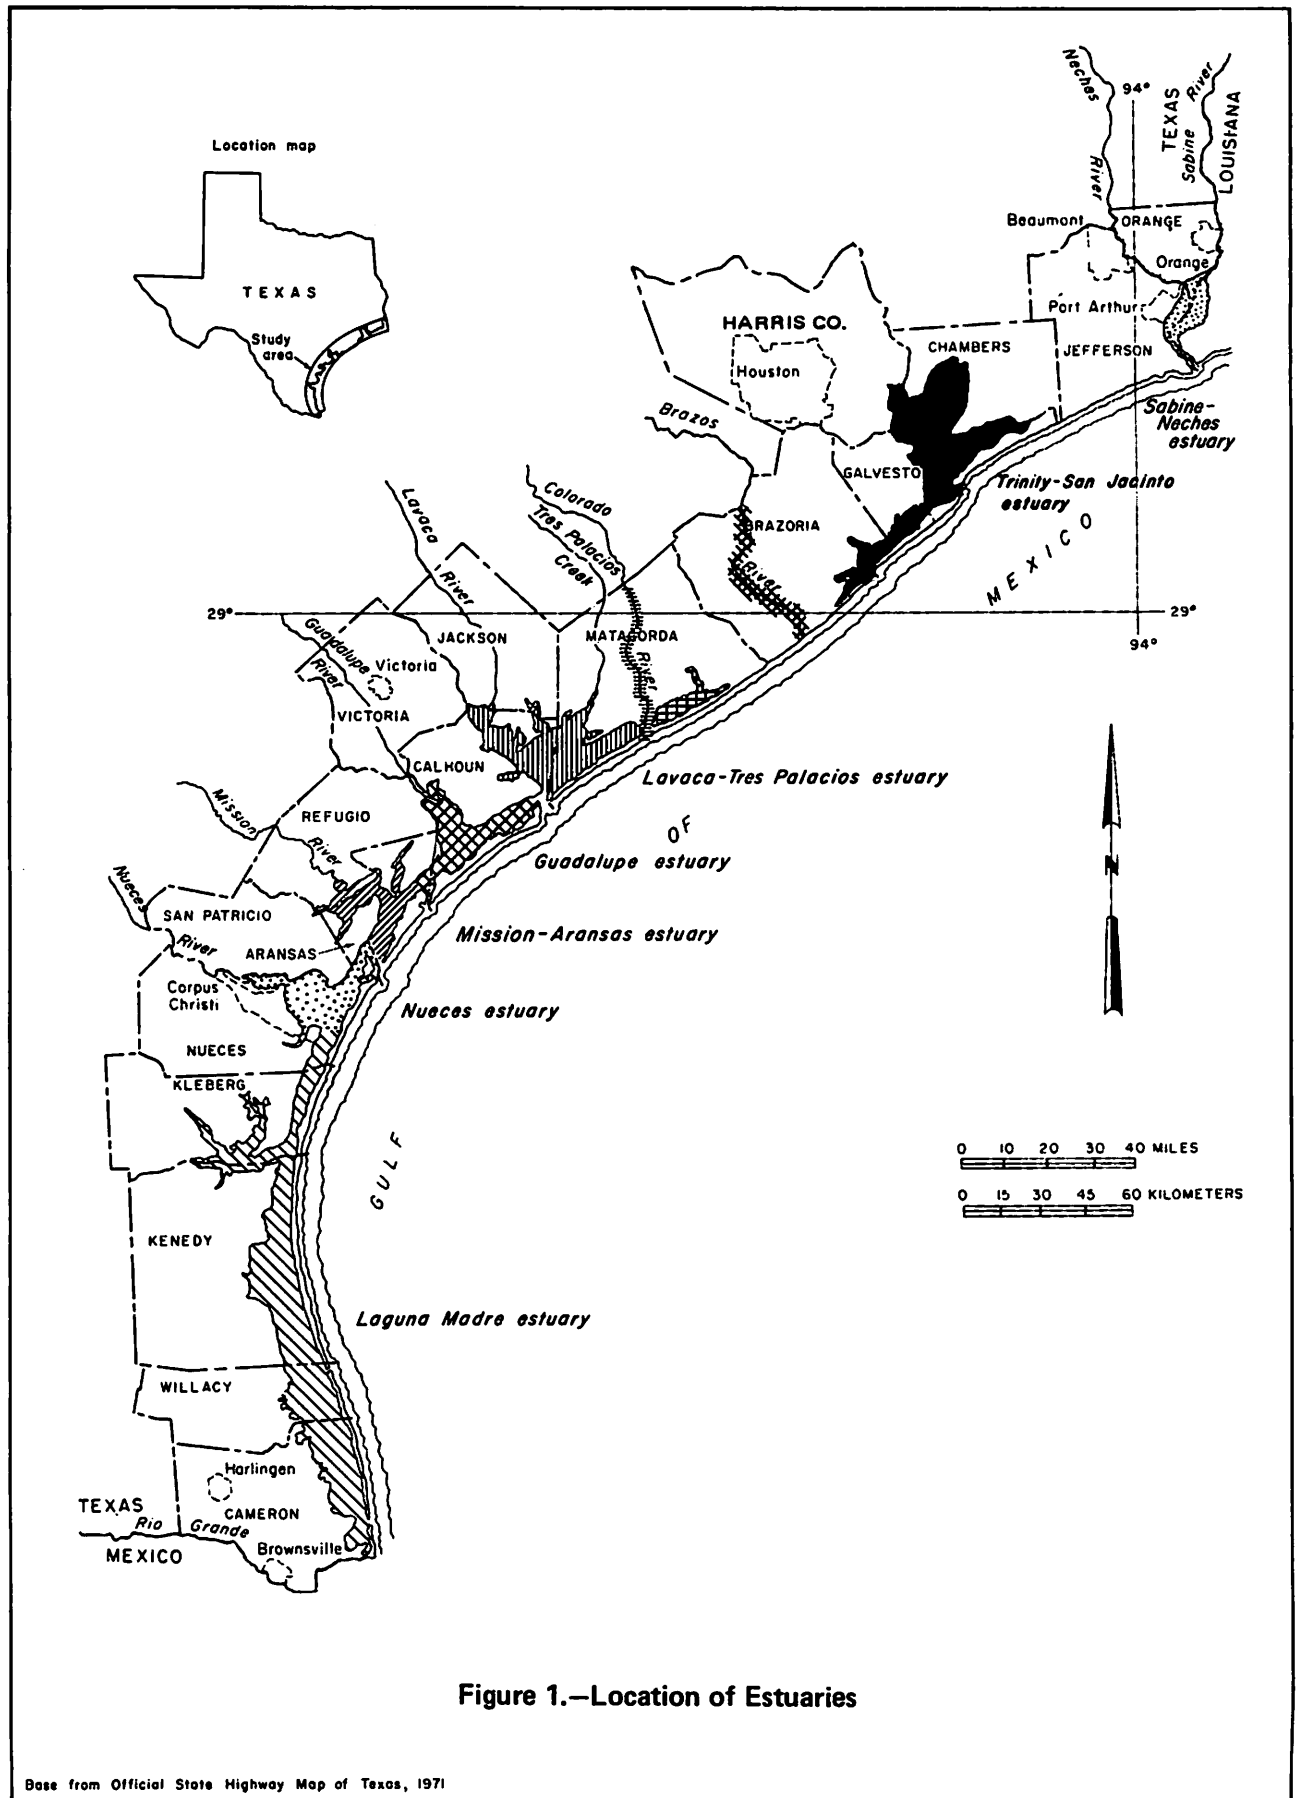 Location map
TEXAS
Study
area
Neches
River
94°
TEXAS
Sabine River
LOUISIANA
Beaumont
ORANGE
Orange
Port Arthur
JEFFERSON
HARRIS CO.
Houston
CHAMBERS
Sabine-
Neches
estuary
Brazos
River
GALVESTO
Trinity-San Jacinto
estuary
BRAZORIA
Colorado
River
Tres Palacios
Creek
Lavaca
River
MEXICO
29°
29°
94°
Guadalupe
River
Victoria
JACKSON
MATAGORDA
VICTORIA
CALHOUN
Lavaca-Tres Palacios estuary
Mission
River
REFUGIO
OF
Guadalupe estuary
Nueces
River
SAN PATRICIO
ARANSAS
Mission-Aransas estuary
Corpus
Christi
Nueces estuary
NUECES
KLEBERG
GULF
N
0 10 20 30 40 MILES
0 15 30 45 60 KILOMETERS
KENEDY
Laguna Madre estuary
WILLACY
Harlingen
CAMERON
TEXAS
Rio Grande
MEXICO
Brownsville
Figure 1.—Location of Estuaries
Base from Official State Highway Map of Texas, 1971